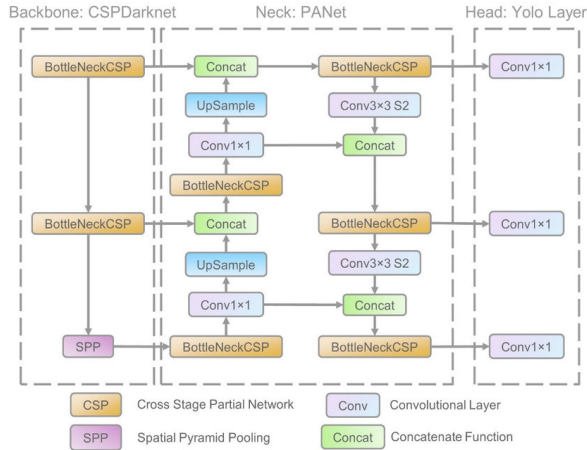 Backbone: CSPDarknet
Neck: PANet
Head: Yolo Layer
BottleNeckCSP
Concat
BottleNeckCSP
Conv1×1
UpSample
Conv3×3 S2
Conv1×1
Concat
BottleNeckCSP
BottleNeckCSP
Concat
BottleNeckCSP
Conv1×1
UpSample
Conv3×3 S2
Conv1×1
Concat
SPP
BottleNeckCSP
BottleNeckCSP
Conv1×1
CSP
Cross Stage Partial Network
Conv
Convolutional Layer
SPP
Spatial Pyramid Pooling
Concat
Concatenate Function